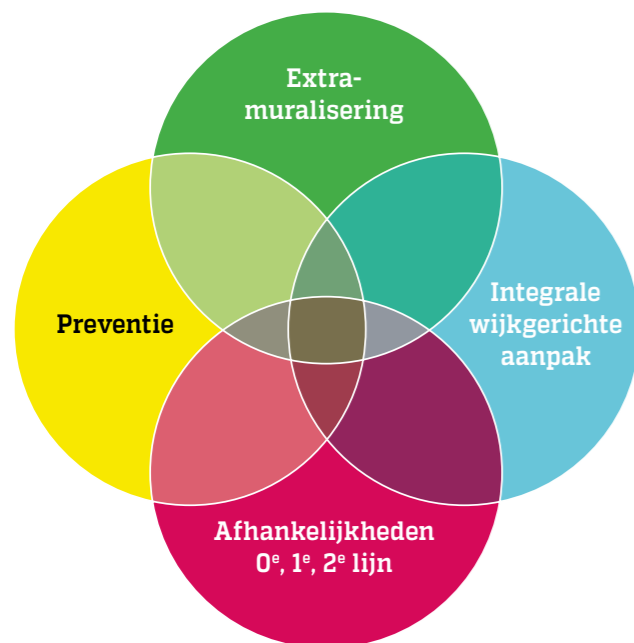 Extra-
muralisering
Preventie
Integrale
wijkgerichte
aanpak
Afhankelijkheden
0ᵉ, 1ᵉ, 2ᵉ lijn